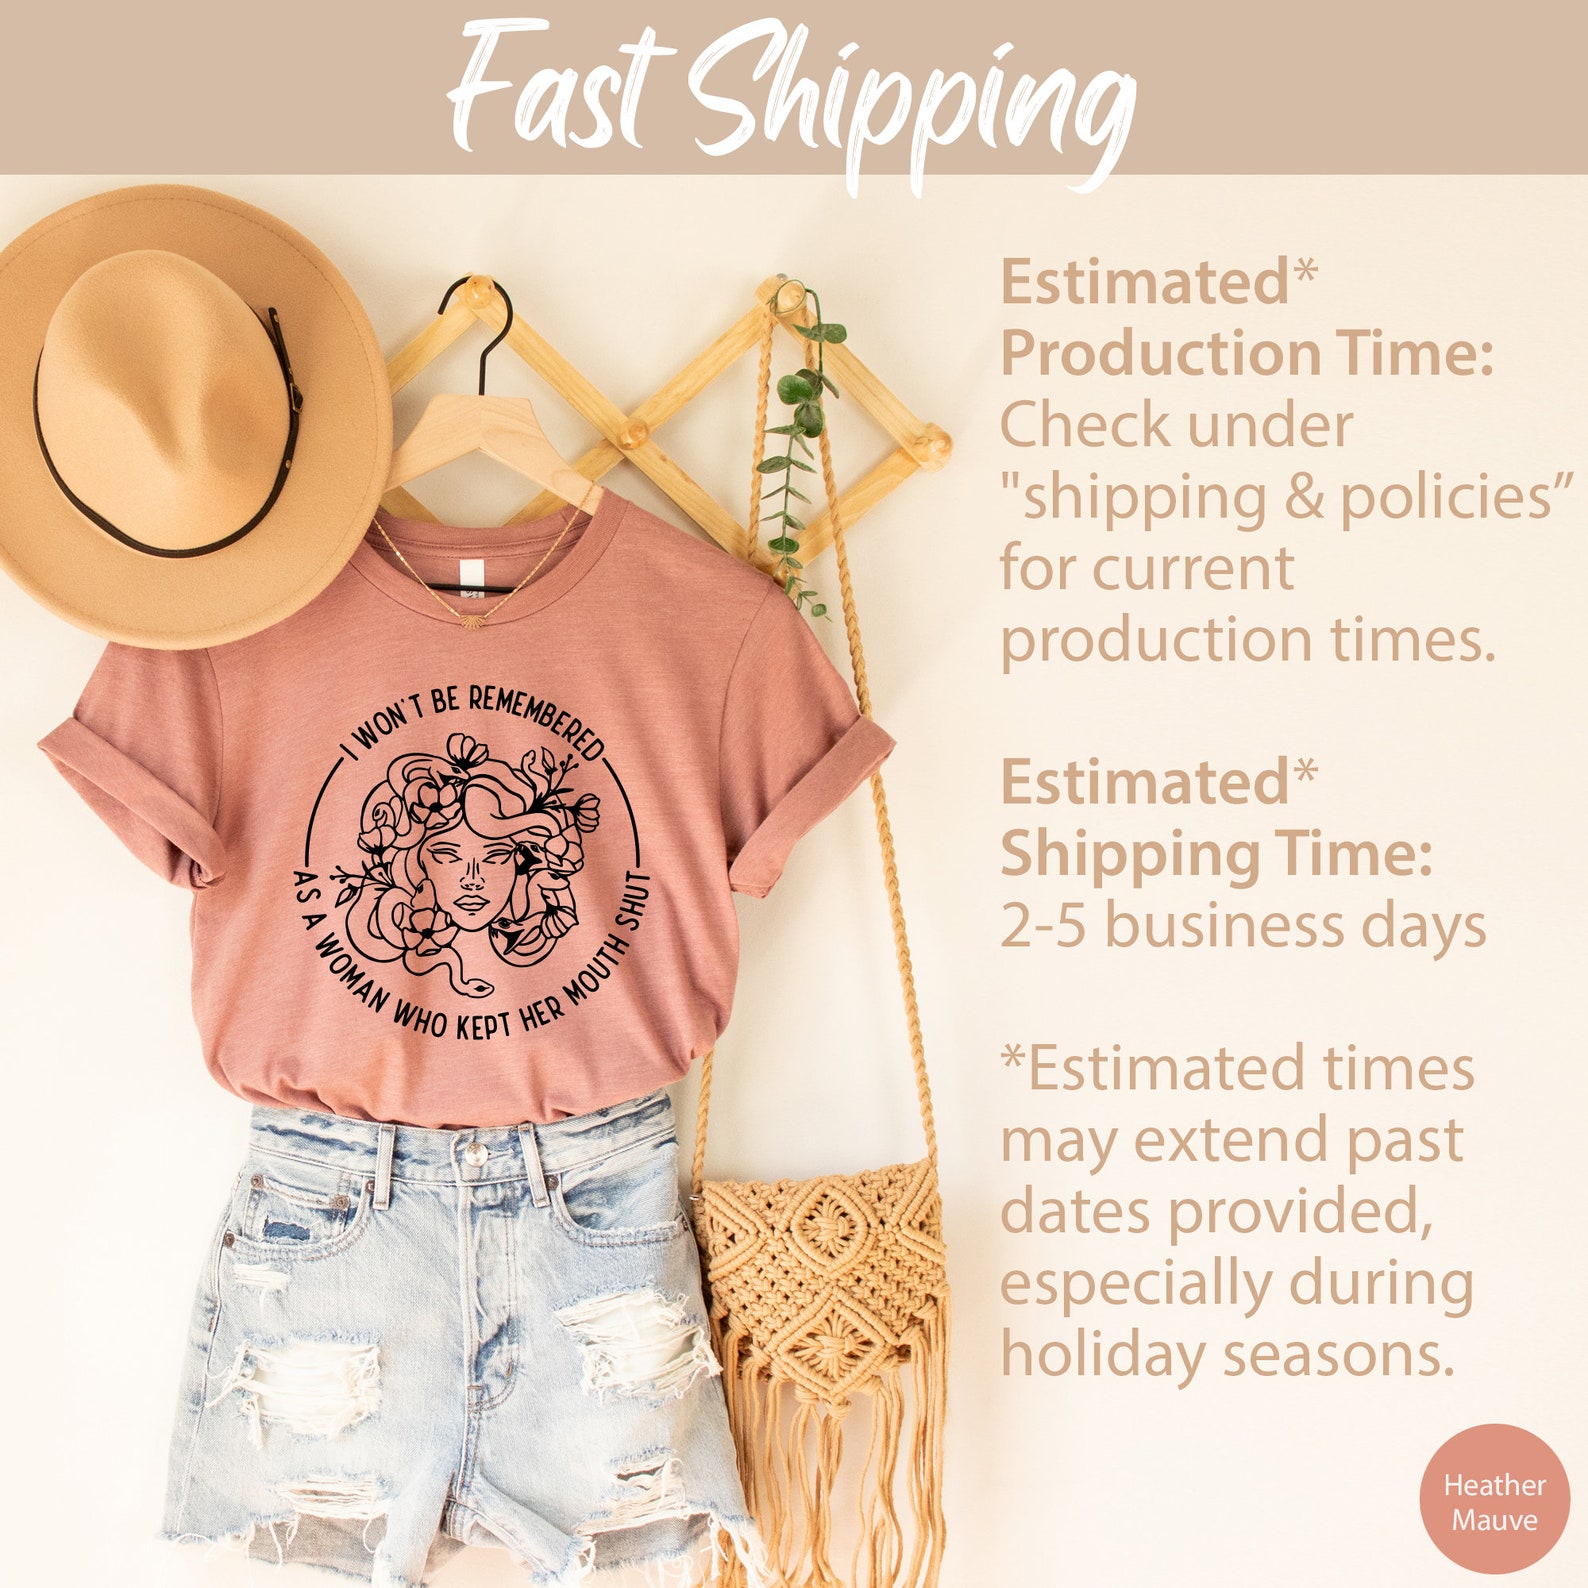 Fast Shipping
Estimated*
Production Time:
Check under
"shipping & policies”
for current
production times.
Estimated*
Shipping Time:
2-5 business days
*Estimated times
may extend past
dates provided,
especially during
holiday seasons.
I WON'T BE REMEMBERED
AS A WOMAN WHO KEPT HER MOUTH SHUT
Heather
Mauve